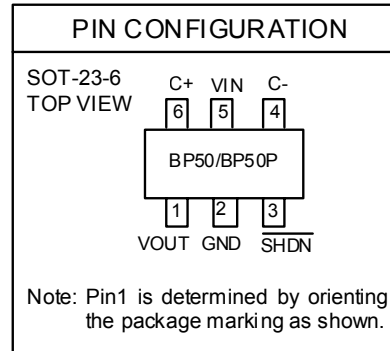 PIN CONFIGURATION
SOT-23-6
TOP VIEW
C+ VIN C-
6 5 4
BP50/BP50P
1 2 3
VOUT GND SHDN
Note: Pin1 is determined by orienting
the package marking as shown.